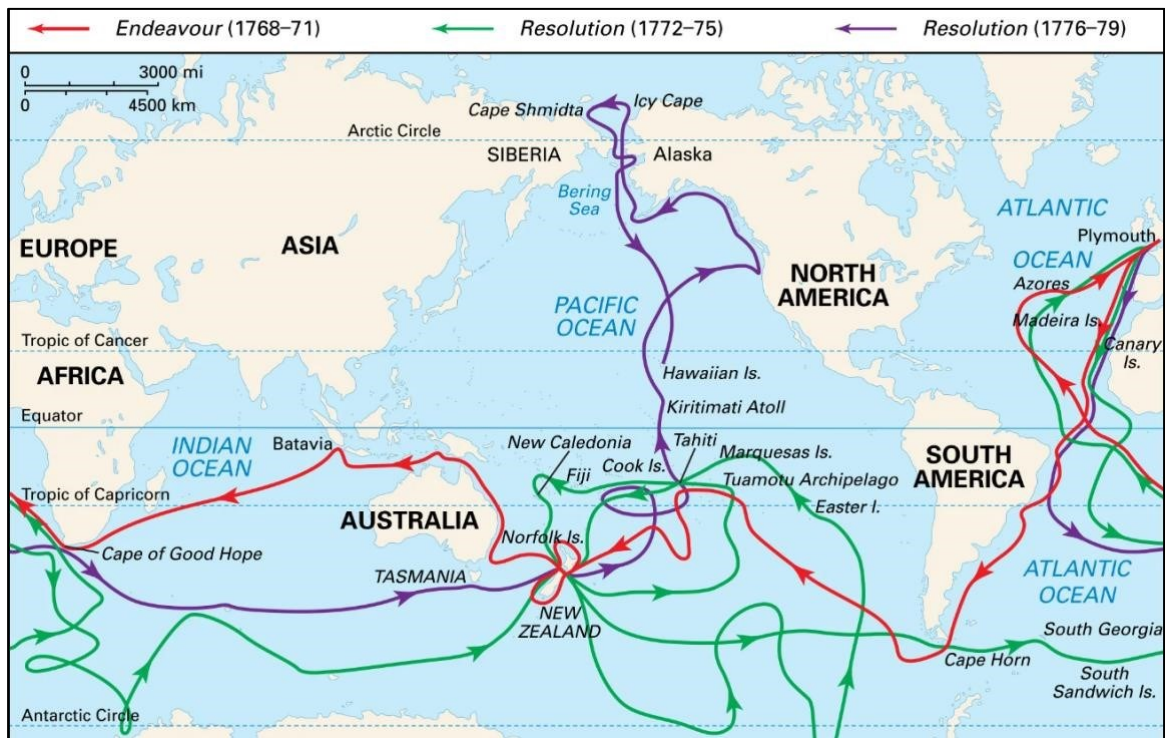 Endeavour (1768–71)
Resolution (1772–75)
Resolution (1776–79)
0 3000 mi
0 4500 km
Cape Shmidta
Icy Cape
Arctic Circle
SIBERIA
Alaska
Bering
Sea
ATLANTIC
OCEAN
Plymouth
EUROPE
ASIA
NORTH
AMERICA
Azores
PACIFIC
OCEAN
Madeira Is.
Tropic of Cancer
Canary
Is.
AFRICA
Hawaiian Is.
Kiritimati Atoll
Equator
INDIAN
OCEAN
Batavia
New Caledonia
Fiji
Cook Is.
Tahiti
Marquesas Is.
SOUTH
AMERICA
Tuamotu Archipelago
Tropic of Capricorn
Easter I.
AUSTRALIA
Norfolk Is.
Cape of Good Hope
TASMANIA
ATLANTIC
OCEAN
NEW
ZEALAND
South Georgia
Cape Horn
South
Sandwich Is.
Antarctic Circle